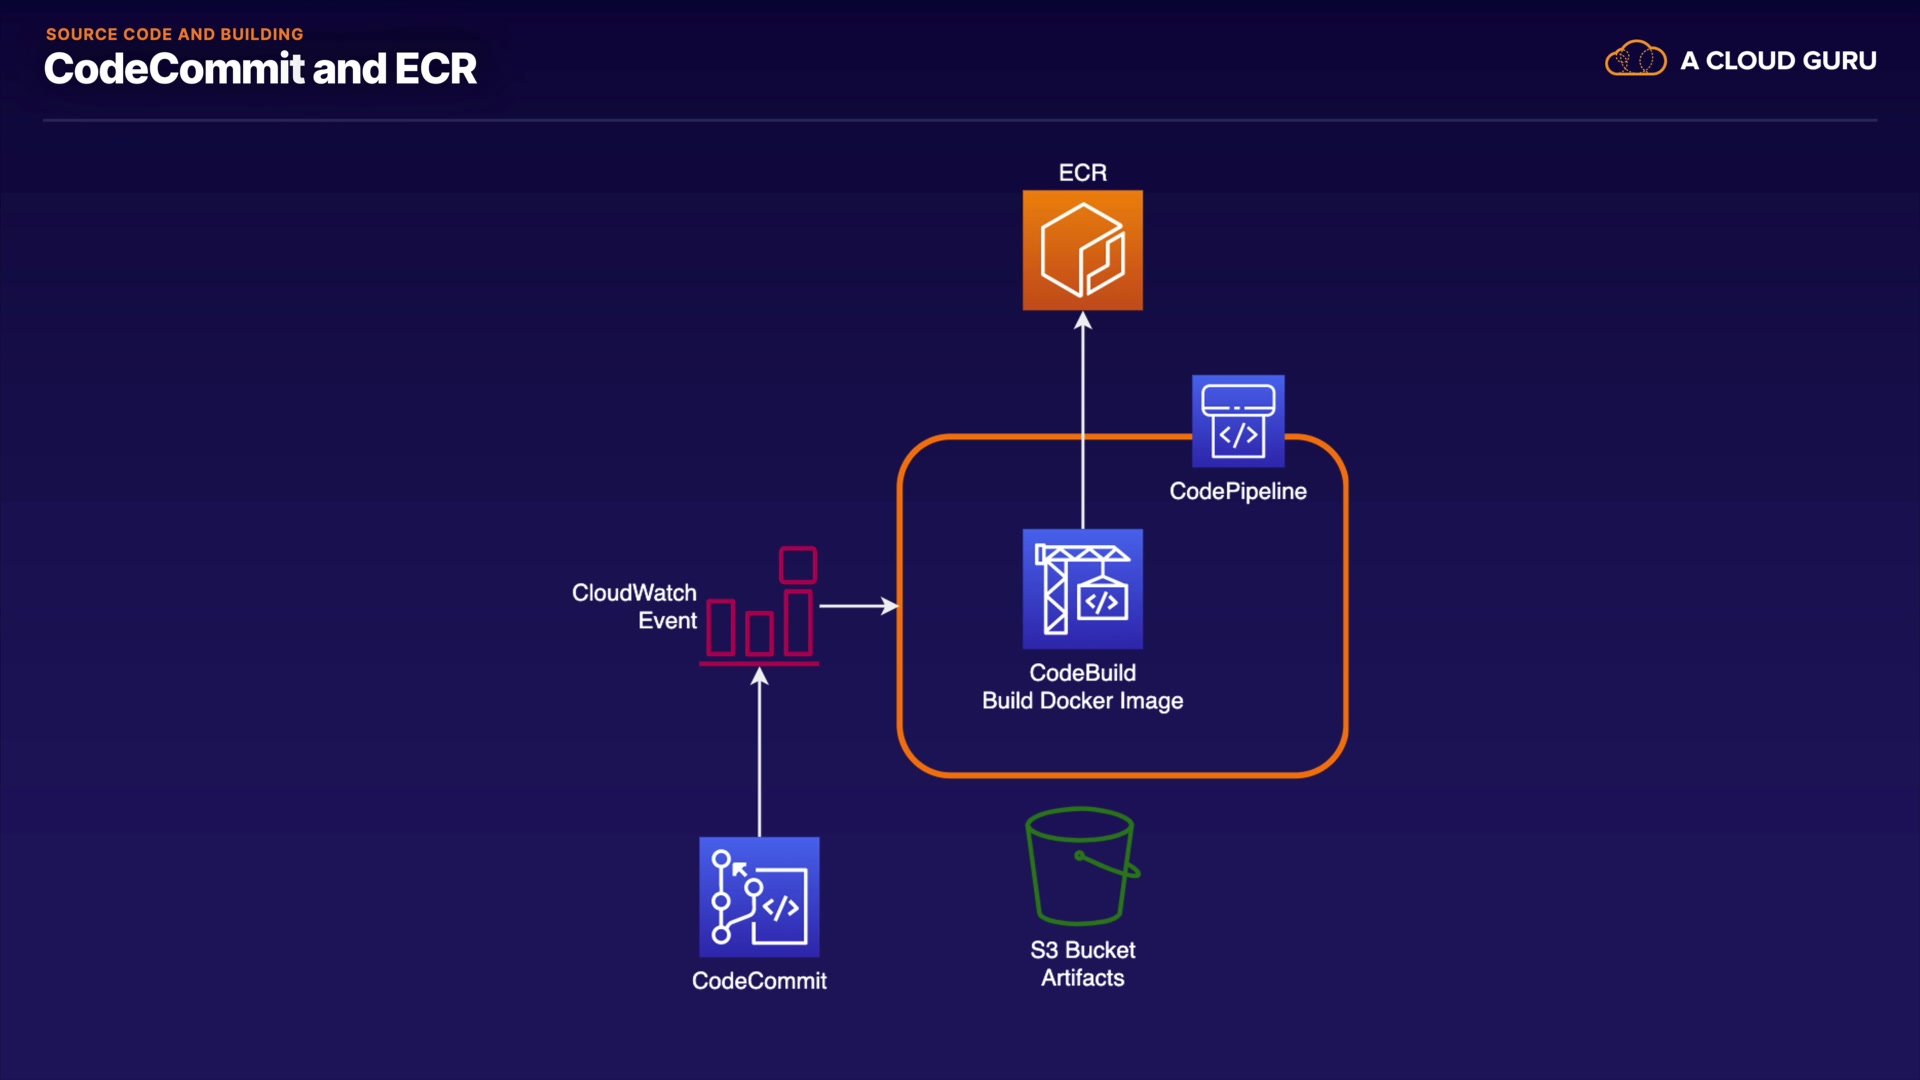 SOURCE CODE AND BUILDING
CodeCommit and ECR
A CLOUD GURU
ECR
</>
CodePipeline
CloudWatch
Event
</>
CodeBuild
Build Docker Image
</>
CodeCommit
S3 Bucket
Artifacts